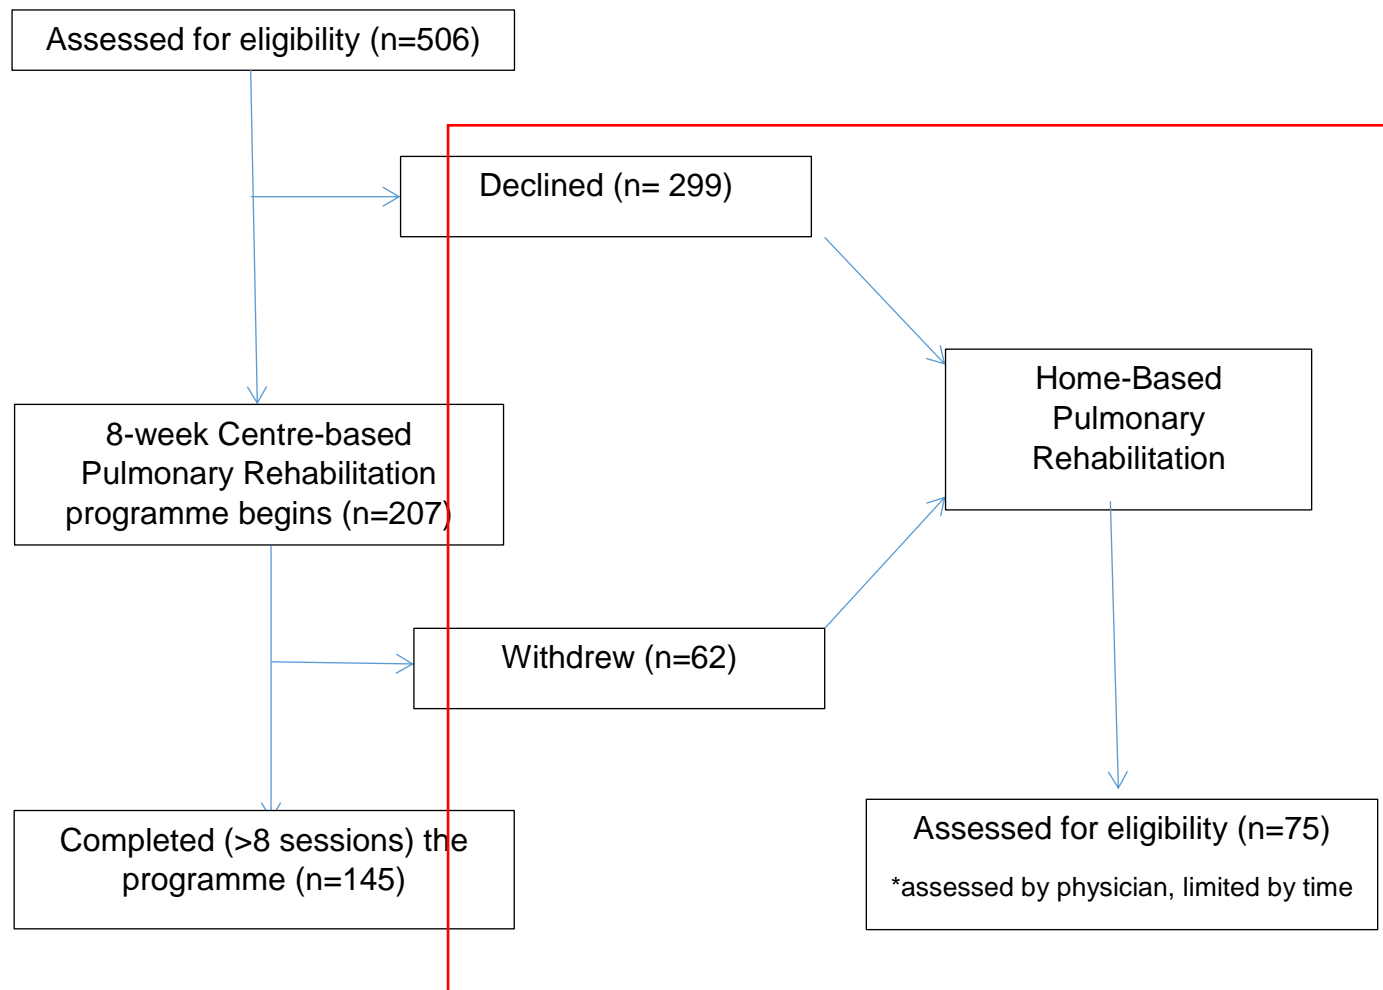 Assessed for eligibility (n=506)
Declined (n= 299)
Home-Based
Pulmonary
Rehabilitation
8-week Centre-based
Pulmonary Rehabilitation
programme begins (n=207)
Withdrew (n=62)
Completed (>8 sessions) the
programme (n=145)
Assessed for eligibility (n=75)
*assessed by physician, limited by time